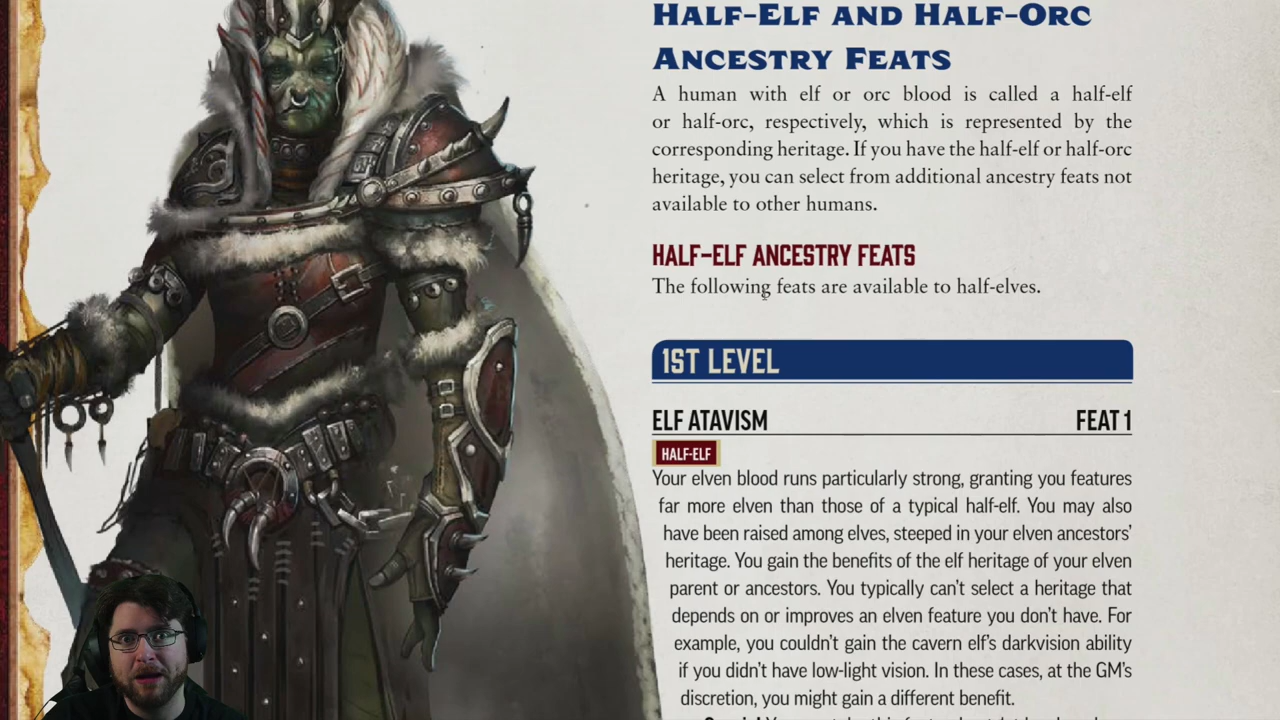 Half-Elf and Half-Orc
Ancestry Feats
A human with elf or orc blood is called a half-elf
or half-orc, respectively, which is represented by the
corresponding heritage. If you have the half-elf or half-orc
heritage, you can select from additional ancestry feats not
available to other humans.
HALF-ELF ANCESTRY FEATS
The following feats are available to half-elves.
1ST LEVEL
ELF ATAVISM FEAT 1
HALF-ELF
Your elven blood runs particularly strong, granting you features
far more elven than those of a typical half-elf. You may also
have been raised among elves, steeped in your elven ancestors’
heritage. You gain the benefits of the elf heritage of your elven
parent or ancestors. You typically can’t select a heritage that
depends on or improves an elven feature you don’t have. For
example, you couldn’t gain the cavern elf’s darkvision ability
if you didn’t have low-light vision. In these cases, at the GM’s
discretion, you might gain a different benefit.